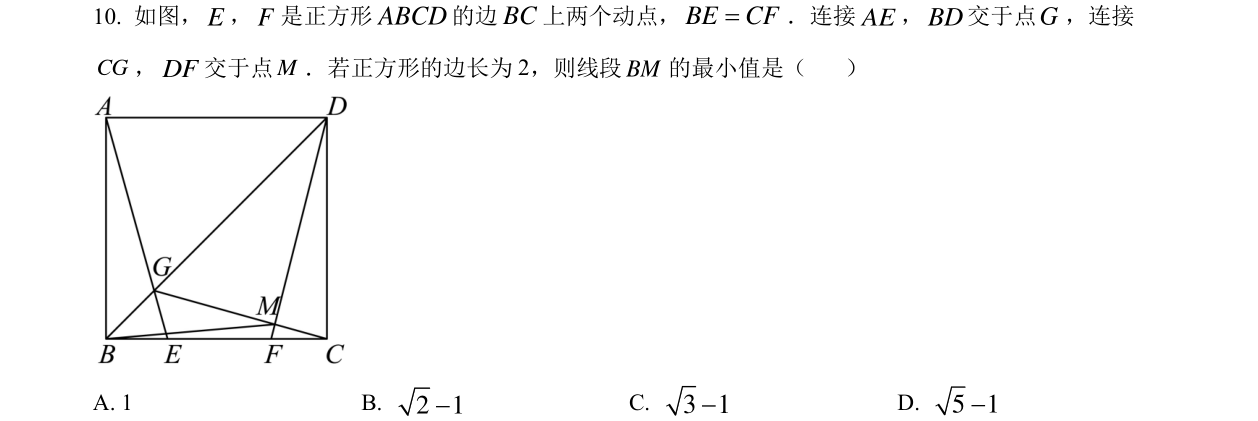 10. 如图，E，F 是正方形 ABCD 的边 BC 上两个动点，BE = CF．连接 AE，BD 交于点 G，连接
CG，DF 交于点 M．若正方形的边长为 2，则线段 BM 的最小值是（　　）
A D
G
M
B E F C
A. 1 B. √2 −1 C. √3 −1 D. √5 −1